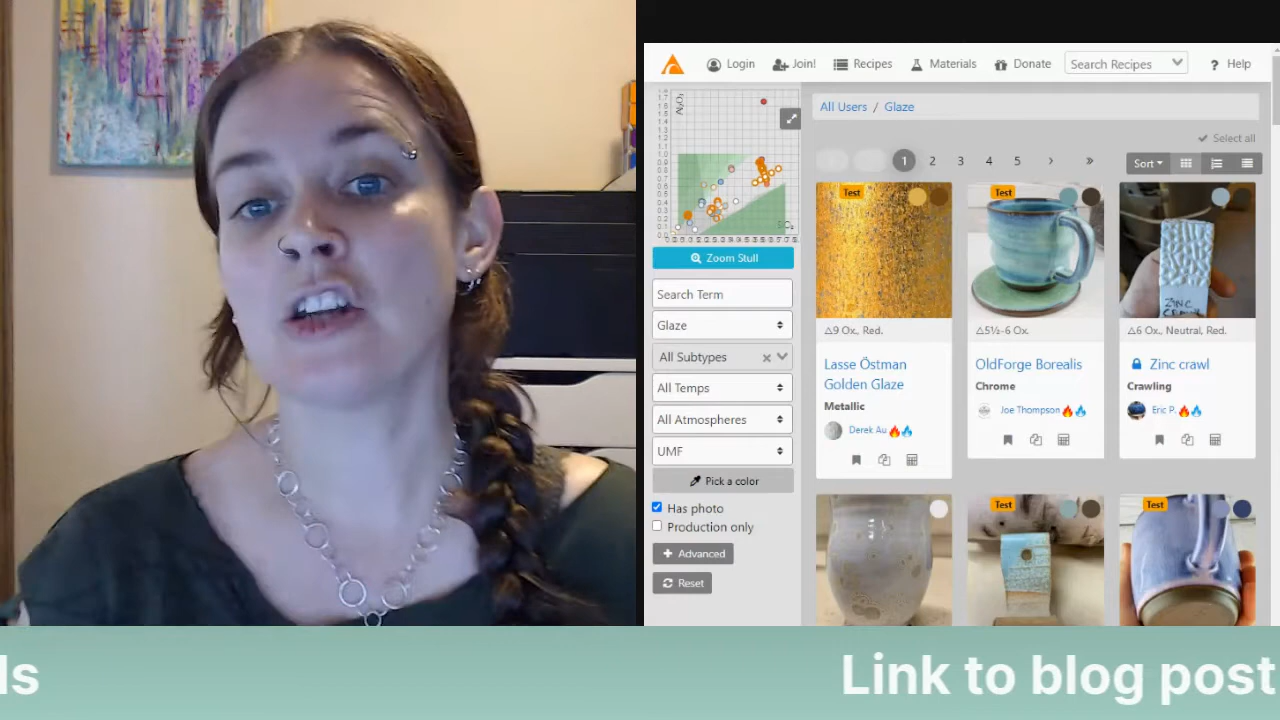 Login
Join!
Recipes
Materials
Donate
Search Recipes
Help
All Users / Glaze
Select all
1 2 3 4 5 › »
Sort
Zoom Stull
Search Term
Glaze
All Subtypes
All Temps
All Atmospheres
UMF
Pick a color
Has photo
Production only
Advanced
Reset
Test
△9 Ox., Red.
Lasse Östman
Golden Glaze
Metallic
Derek Au
Test
△5½-6 Ox.
OldForge Borealis
Chrome
Joe Thompson
ZINC
△6 Ox., Neutral, Red.
Zinc crawl
Crawling
Eric P.
Test
Test
ls
Link to blog post